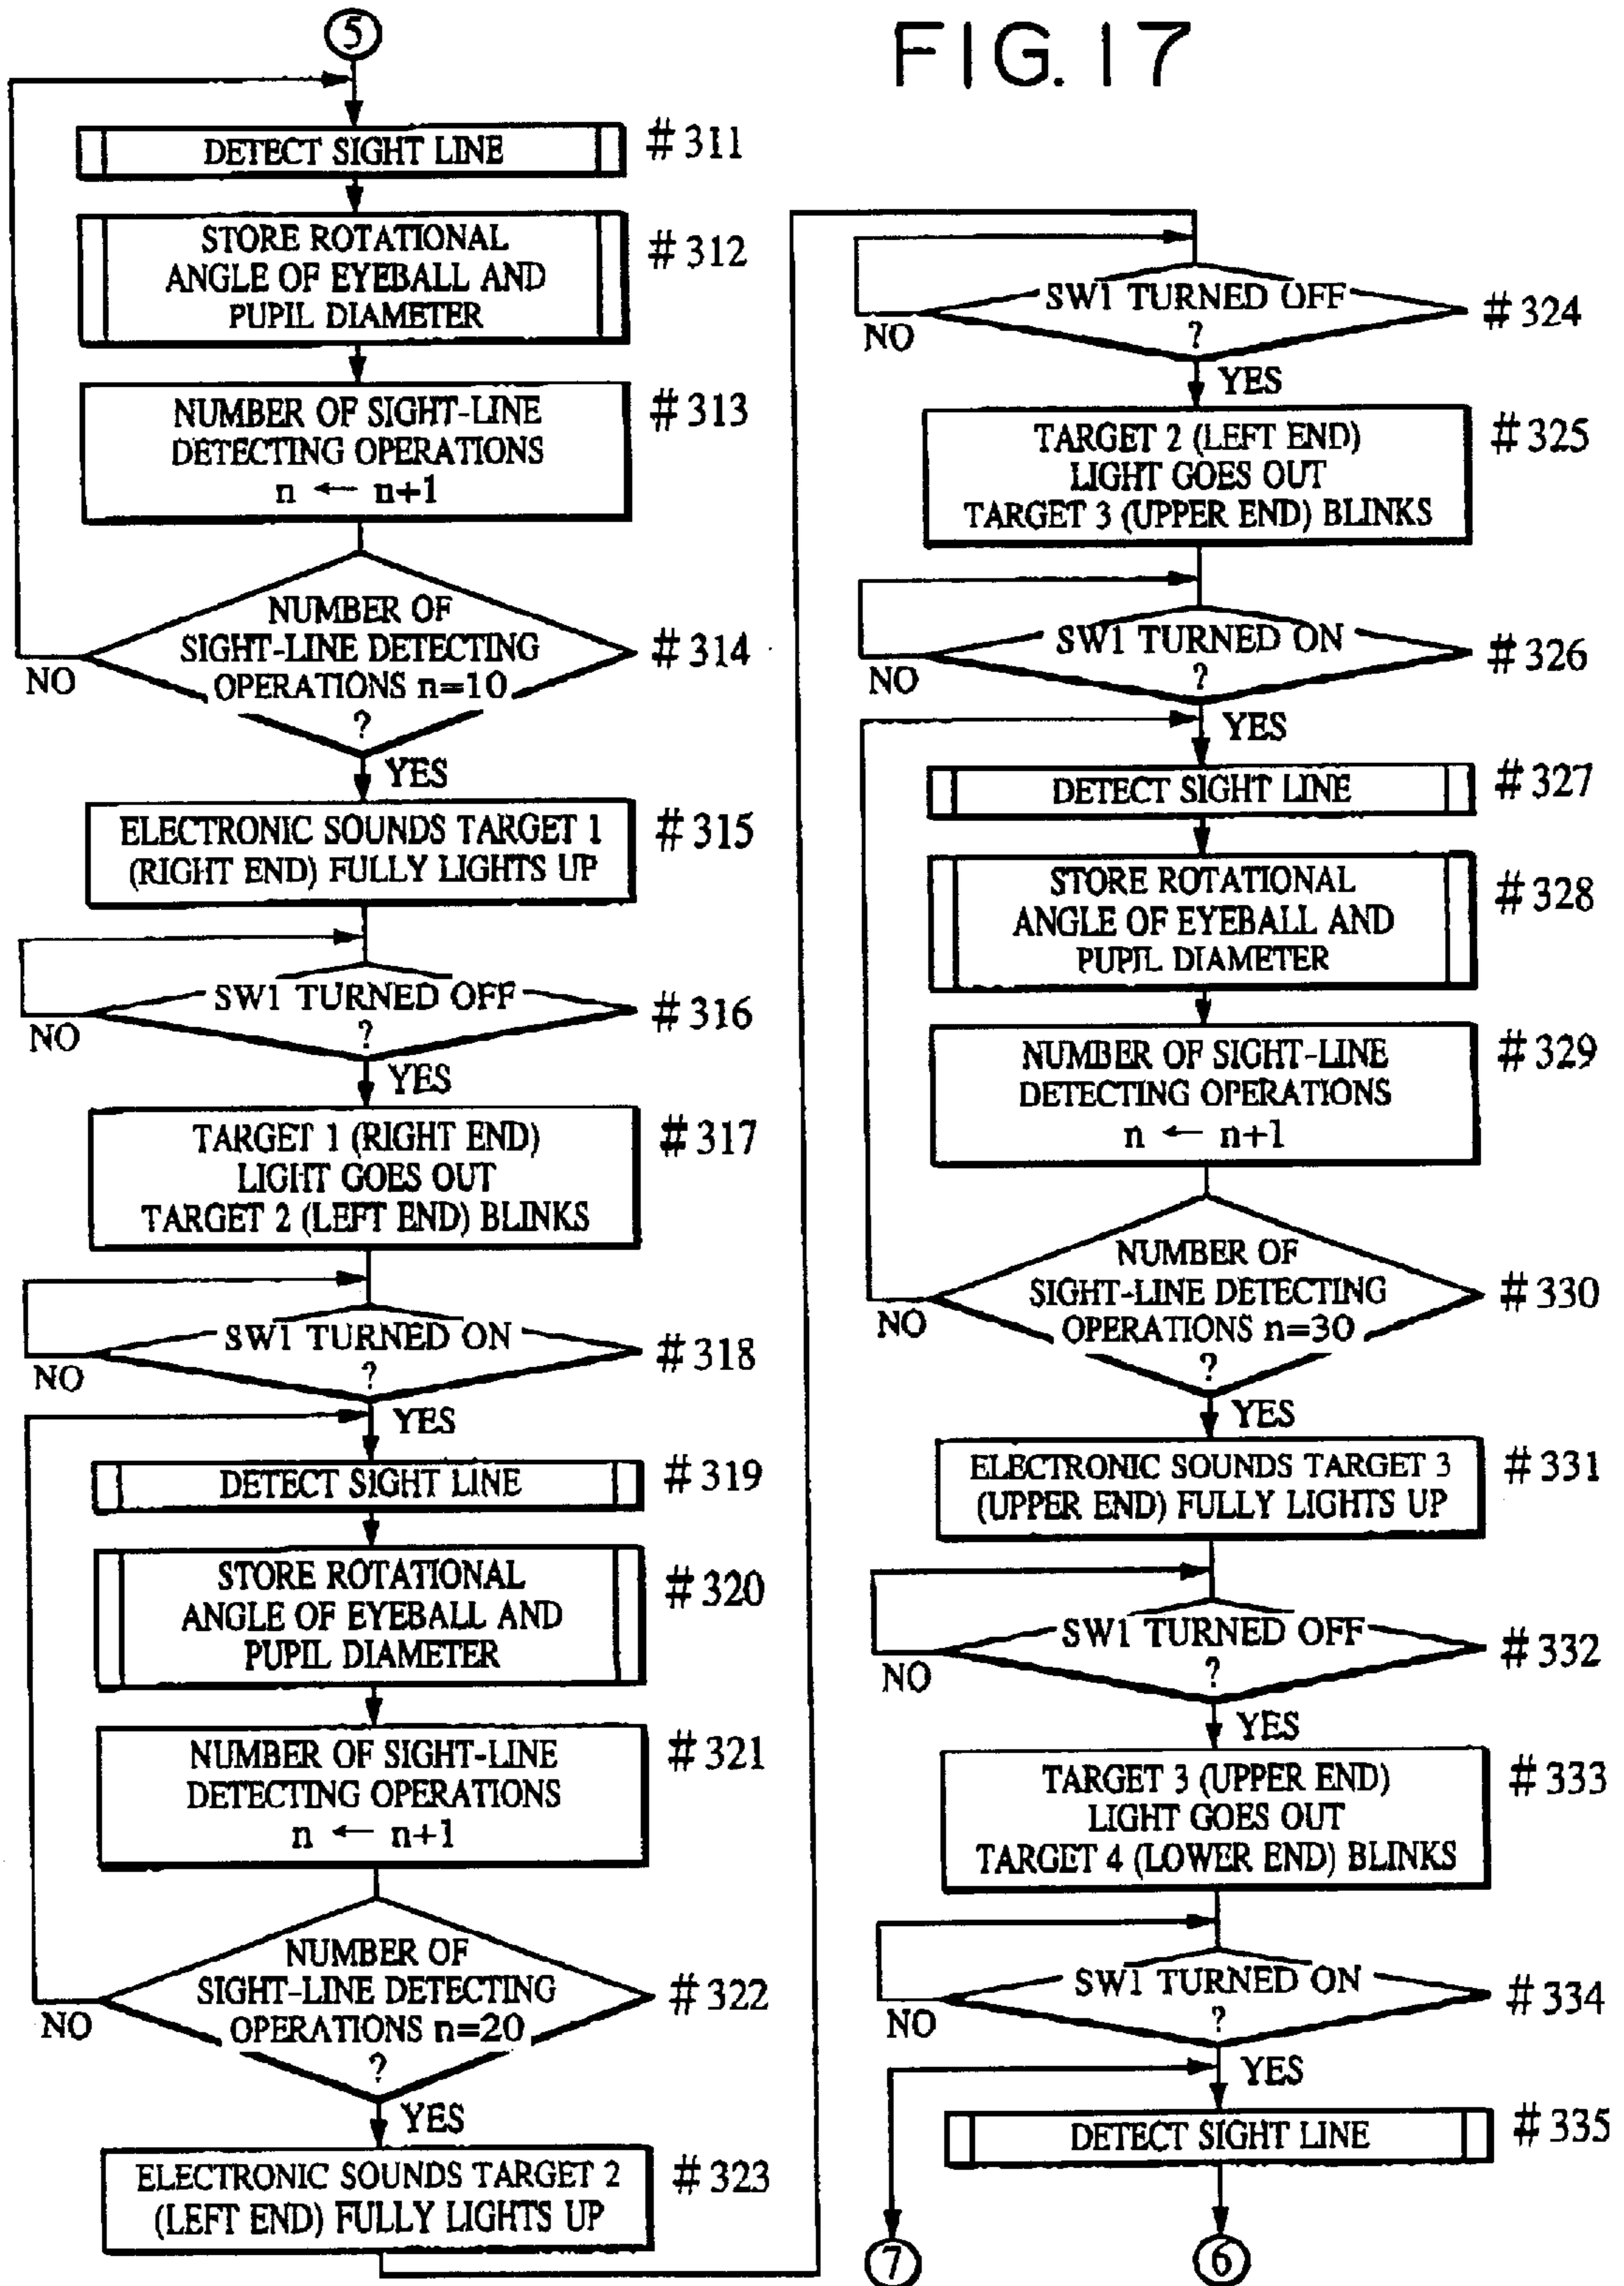 FIG. 17
5
DETECT SIGHT LINE
#311
STORE ROTATIONAL
ANGLE OF EYEBALL AND
PUPIL DIAMETER
#312
NUMBER OF SIGHT-LINE
DETECTING OPERATIONS
n ← n+1
#313
NUMBER OF
SIGHT-LINE DETECTING
OPERATIONS n=10
?
#314
NO
YES
ELECTRONIC SOUNDS TARGET 1
(RIGHT END) FULLY LIGHTS UP
#315
SW1 TURNED OFF
?
#316
NO
YES
TARGET 1 (RIGHT END)
LIGHT GOES OUT
TARGET 2 (LEFT END) BLINKS
#317
SW1 TURNED ON
?
#318
NO
YES
DETECT SIGHT LINE
#319
STORE ROTATIONAL
ANGLE OF EYEBALL AND
PUPIL DIAMETER
#320
NUMBER OF SIGHT-LINE
DETECTING OPERATIONS
n ← n+1
#321
NUMBER OF
SIGHT-LINE DETECTING
OPERATIONS n=20
?
#322
NO
YES
ELECTRONIC SOUNDS TARGET 2
(LEFT END) FULLY LIGHTS UP
#323
SW1 TURNED OFF
?
#324
NO
YES
TARGET 2 (LEFT END)
LIGHT GOES OUT
TARGET 3 (UPPER END) BLINKS
#325
SW1 TURNED ON
?
#326
NO
YES
DETECT SIGHT LINE
#327
STORE ROTATIONAL
ANGLE OF EYEBALL AND
PUPIL DIAMETER
#328
NUMBER OF SIGHT-LINE
DETECTING OPERATIONS
n ← n+1
#329
NUMBER OF
SIGHT-LINE DETECTING
OPERATIONS n=30
?
#330
NO
YES
ELECTRONIC SOUNDS TARGET 3
(UPPER END) FULLY LIGHTS UP
#331
SW1 TURNED OFF
?
#332
NO
YES
TARGET 3 (UPPER END)
LIGHT GOES OUT
TARGET 4 (LOWER END) BLINKS
#333
SW1 TURNED ON
?
#334
NO
YES
DETECT SIGHT LINE
#335
7
6